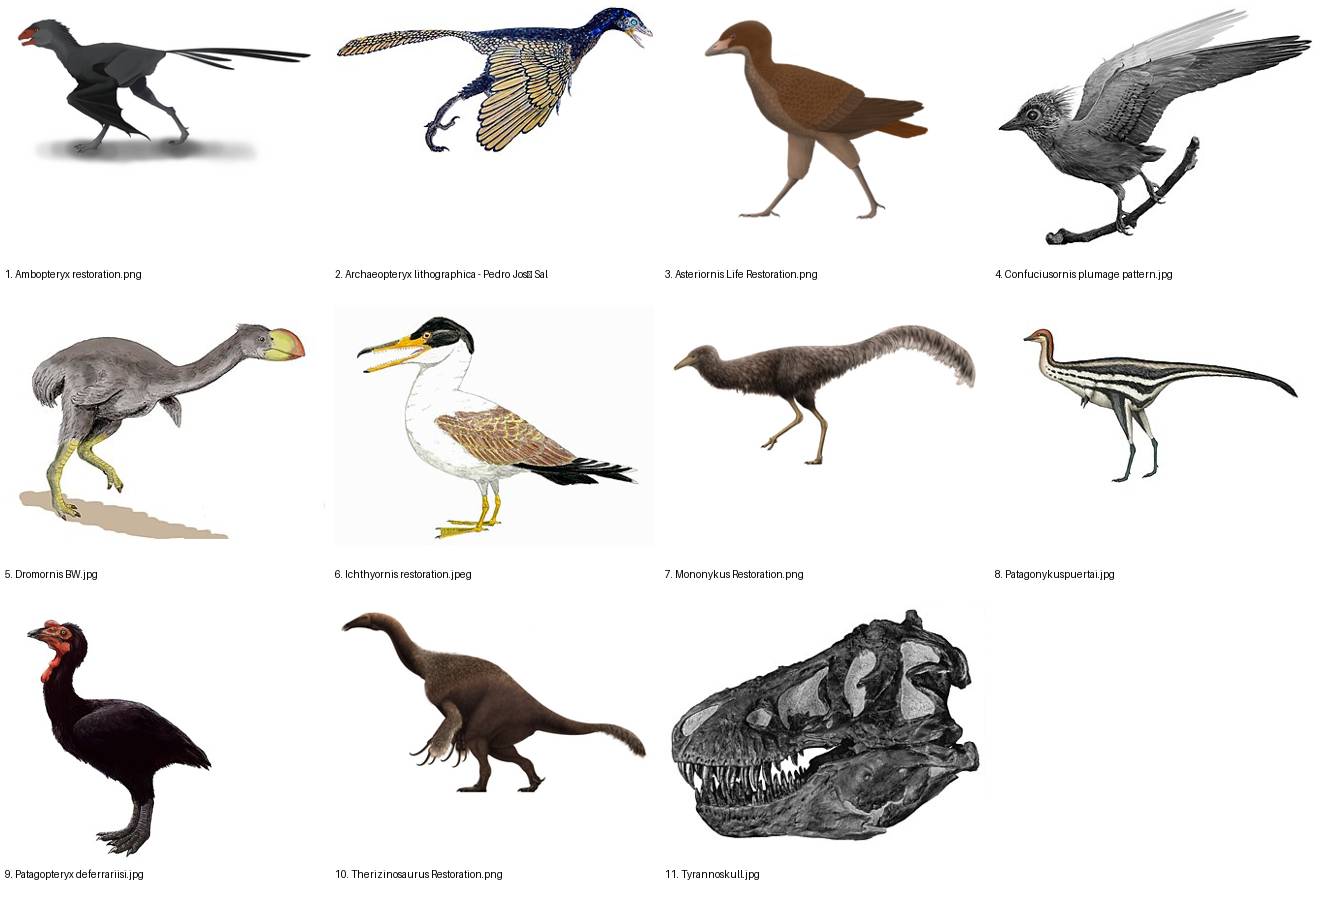 1. Ambopteryx restoration.png
2. Archaeopteryx lithographica - Pedro Jos▯ Sal
3. Asteriornis Life Restoration.png
4. Confuciusornis plumage pattern.jpg
5. Dromornis BW.jpg
6. Ichthyornis restoration.jpeg
7. Mononykus Restoration.png
8. Patagonykuspuertai.jpg
9. Patagopteryx deferrariisi.jpg
10. Therizinosaurus Restoration.png
11. Tyrannoskull.jpg